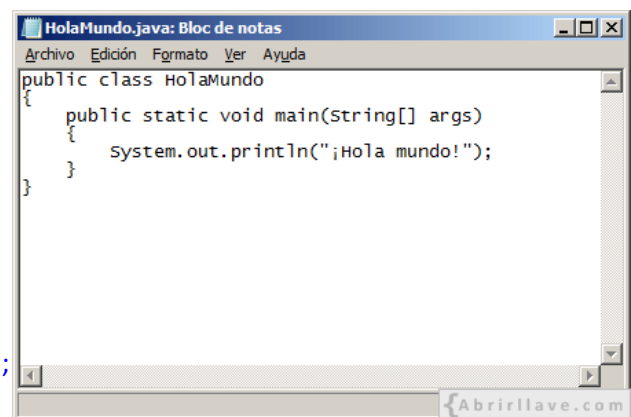 HolaMundo.java: Bloc de notas
Archivo Edición Formato Ver Ayuda
public class HolaMundo
{
    public static void main(String[] args)
    {
        System.out.println("¡Hola mundo!");
    }
}
;
{Abrirllave.com